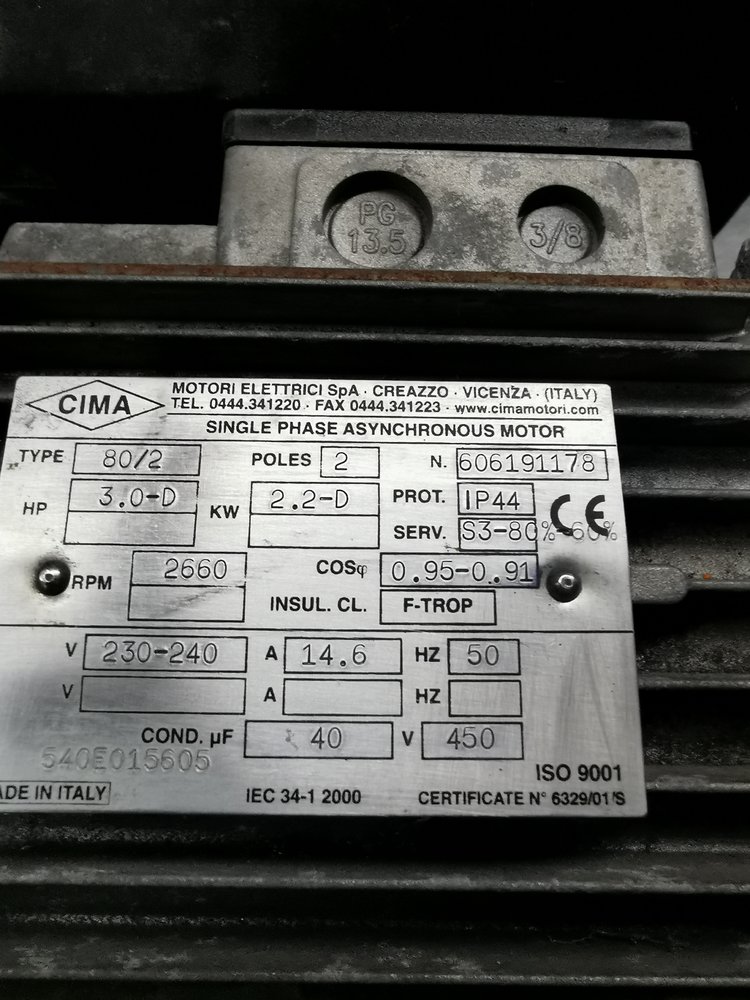 PG
13.5
3/8
CIMA
MOTORI ELETTRICI SpA · CREAZZO · VICENZA · (ITALY)
TEL. 0444.341220 · FAX 0444.341223 · www.cimamotori.com
SINGLE PHASE ASYNCHRONOUS MOTOR
TYPE 80/2 POLES 2 N. 606191178
HP 3.0-D KW 2.2-D PROT. IP44 CE
SERV. S3-80%-60%
RPM 2660 COSφ 0.95-0.91
INSUL. CL. F-TROP
V 230-240 A 14.6 HZ 50
V A HZ
COND. µF 40 V 450
540E015605
ISO 9001
ADE IN ITALY IEC 34-1 2000 CERTIFICATE N° 6329/01/S